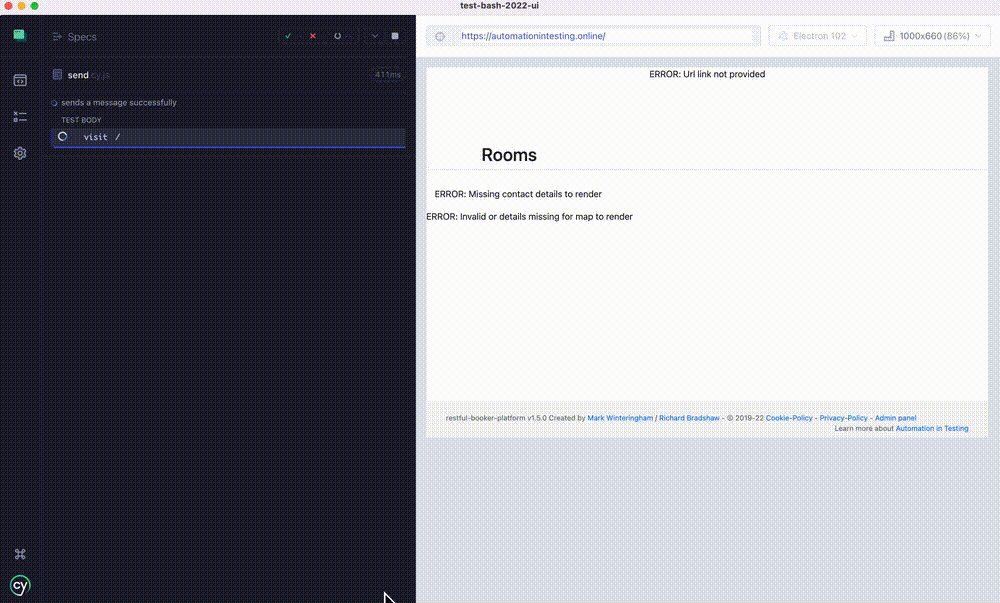 test-bash-2022-ui
Specs
send.cy.js
411ms
sends a message successfully
TEST BODY
visit /
https://automationintesting.online/
Electron 102
1000x660 (86%)
ERROR: Url link not provided
Rooms
ERROR: Missing contact details to render
ERROR: Invalid or details missing for map to render
restful-booker-platform v1.5.0 Created by Mark Winteringham / Richard Bradshaw - © 2019-22 Cookie-Policy - Privacy-Policy - Admin panel
Learn more about Automation in Testing
cy